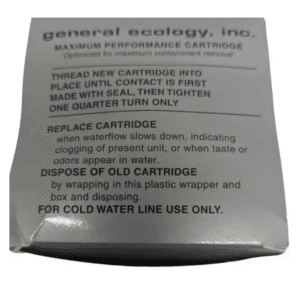 general ecology, inc.
MAXIMUM PERFORMANCE CARTRIDGE
Optimized for maximum contaminant removal
THREAD NEW CARTRIDGE INTO
PLACE UNTIL CONTACT IS FIRST
MADE WITH SEAL, THEN TIGHTEN
ONE QUARTER TURN ONLY
REPLACE CARTRIDGE
when waterflow slows down, indicating
clogging of present unit, or when taste or
odors appear in water.
DISPOSE OF OLD CARTRIDGE
by wrapping in this plastic wrapper and
box and disposing.
FOR COLD WATER LINE USE ONLY.